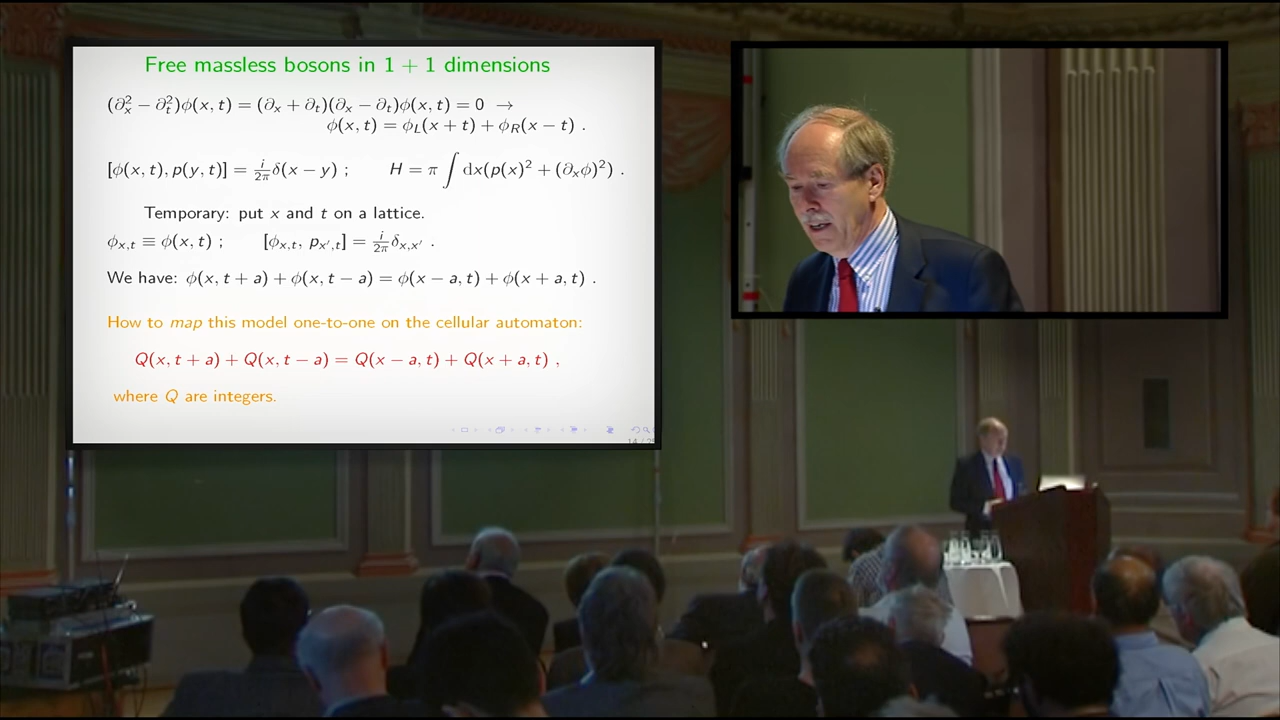 Free massless bosons in 1 + 1 dimensions
(∂ₓ² − ∂ₜ²)ϕ(x, t) = (∂ₓ + ∂ₜ)(∂ₓ − ∂ₜ)ϕ(x, t) = 0 →
ϕ(x, t) = ϕ_L(x + t) + ϕ_R(x − t) .
[ϕ(x, t), p(y, t)] = i/2π δ(x − y) ; H = π ∫ dx(p(x)² + (∂ₓϕ)²) .
Temporary: put x and t on a lattice.
ϕ_{x,t} ≡ ϕ(x, t) ; [ϕ_{x,t}, p_{x′,t}] = i/2π δ_{x,x′} .
We have: ϕ(x, t + a) + ϕ(x, t − a) = ϕ(x − a, t) + ϕ(x + a, t) .
How to map this model one-to-one on the cellular automaton:
Q(x, t + a) + Q(x, t − a) = Q(x − a, t) + Q(x + a, t) ,
where Q are integers.